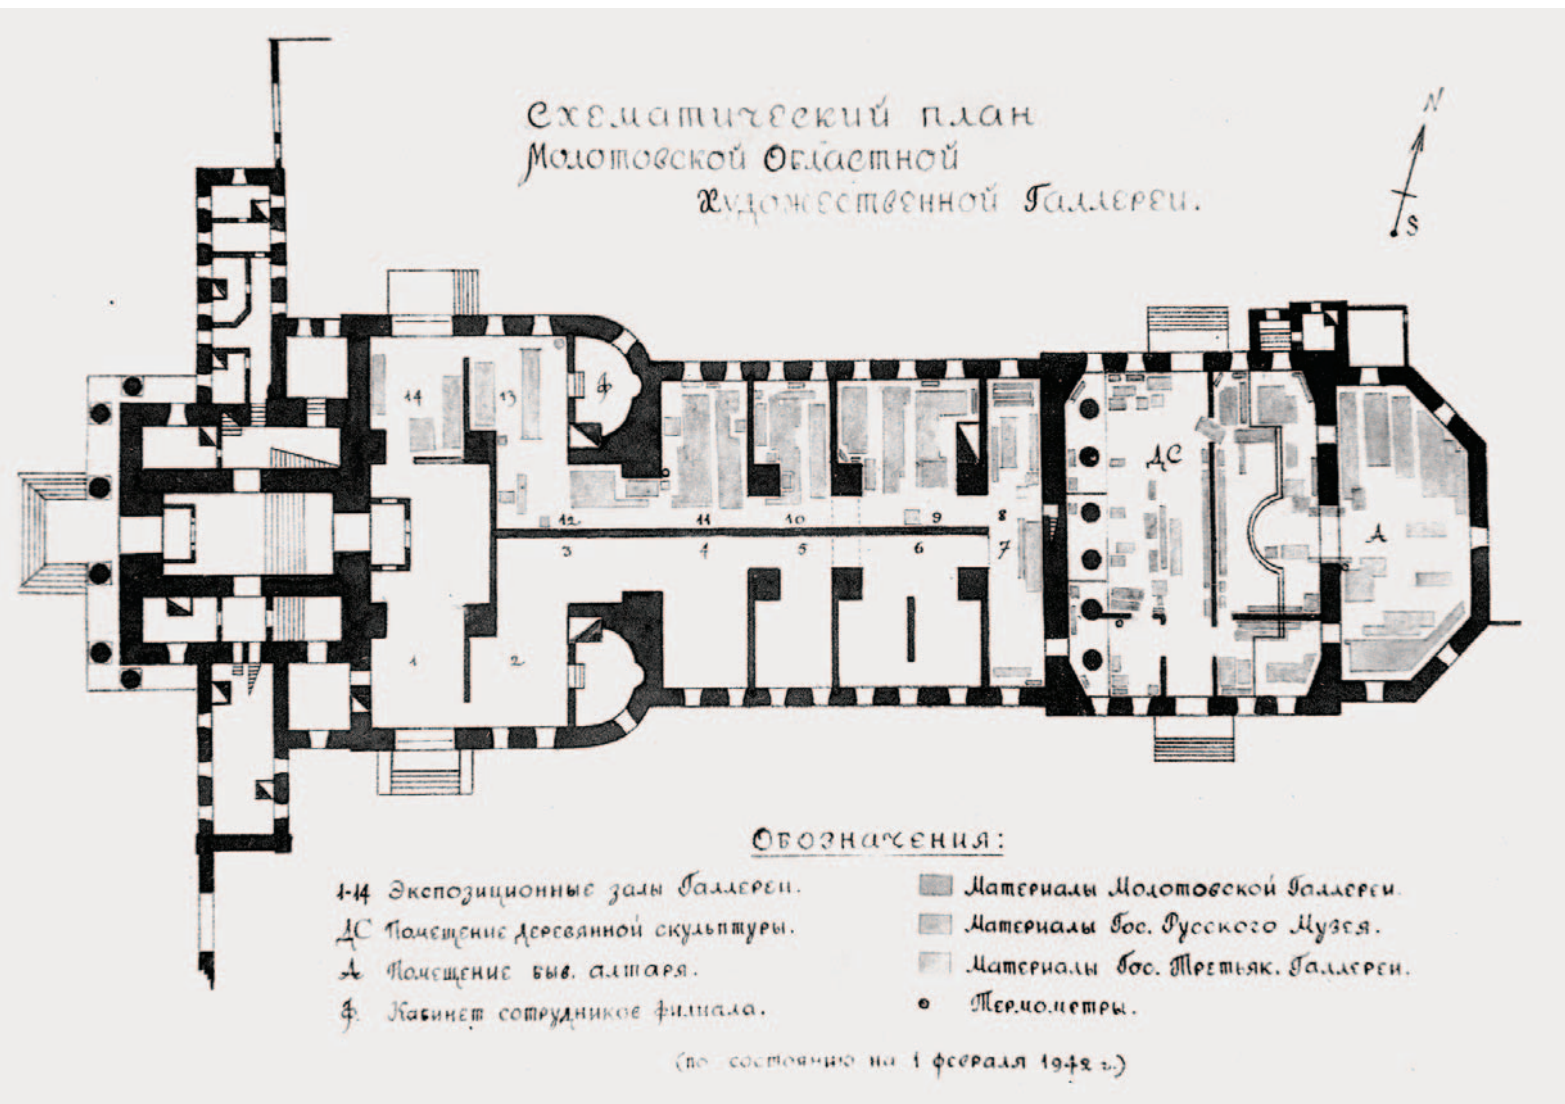 Схематический план
Молотовской Областной
Художественной Галлереи.
N
S
14
13
Ф
ДС
12
11
10
9
8
А
3
4
5
6
7
1
2
Обозначения:
1-14 Экспозиционные залы Галлереи.
ДС Помещение деревянной скульптуры.
А Помещение быв. алтаря.
Ф. Кабинет сотрудников филиала.
Материалы Молотовской Галлереи.
Материалы Гос. Русского Музея.
Материалы Гос. Третьяк. Галлереи.
Термометры.
(по состоянию на 1 февраля 1942 г.)